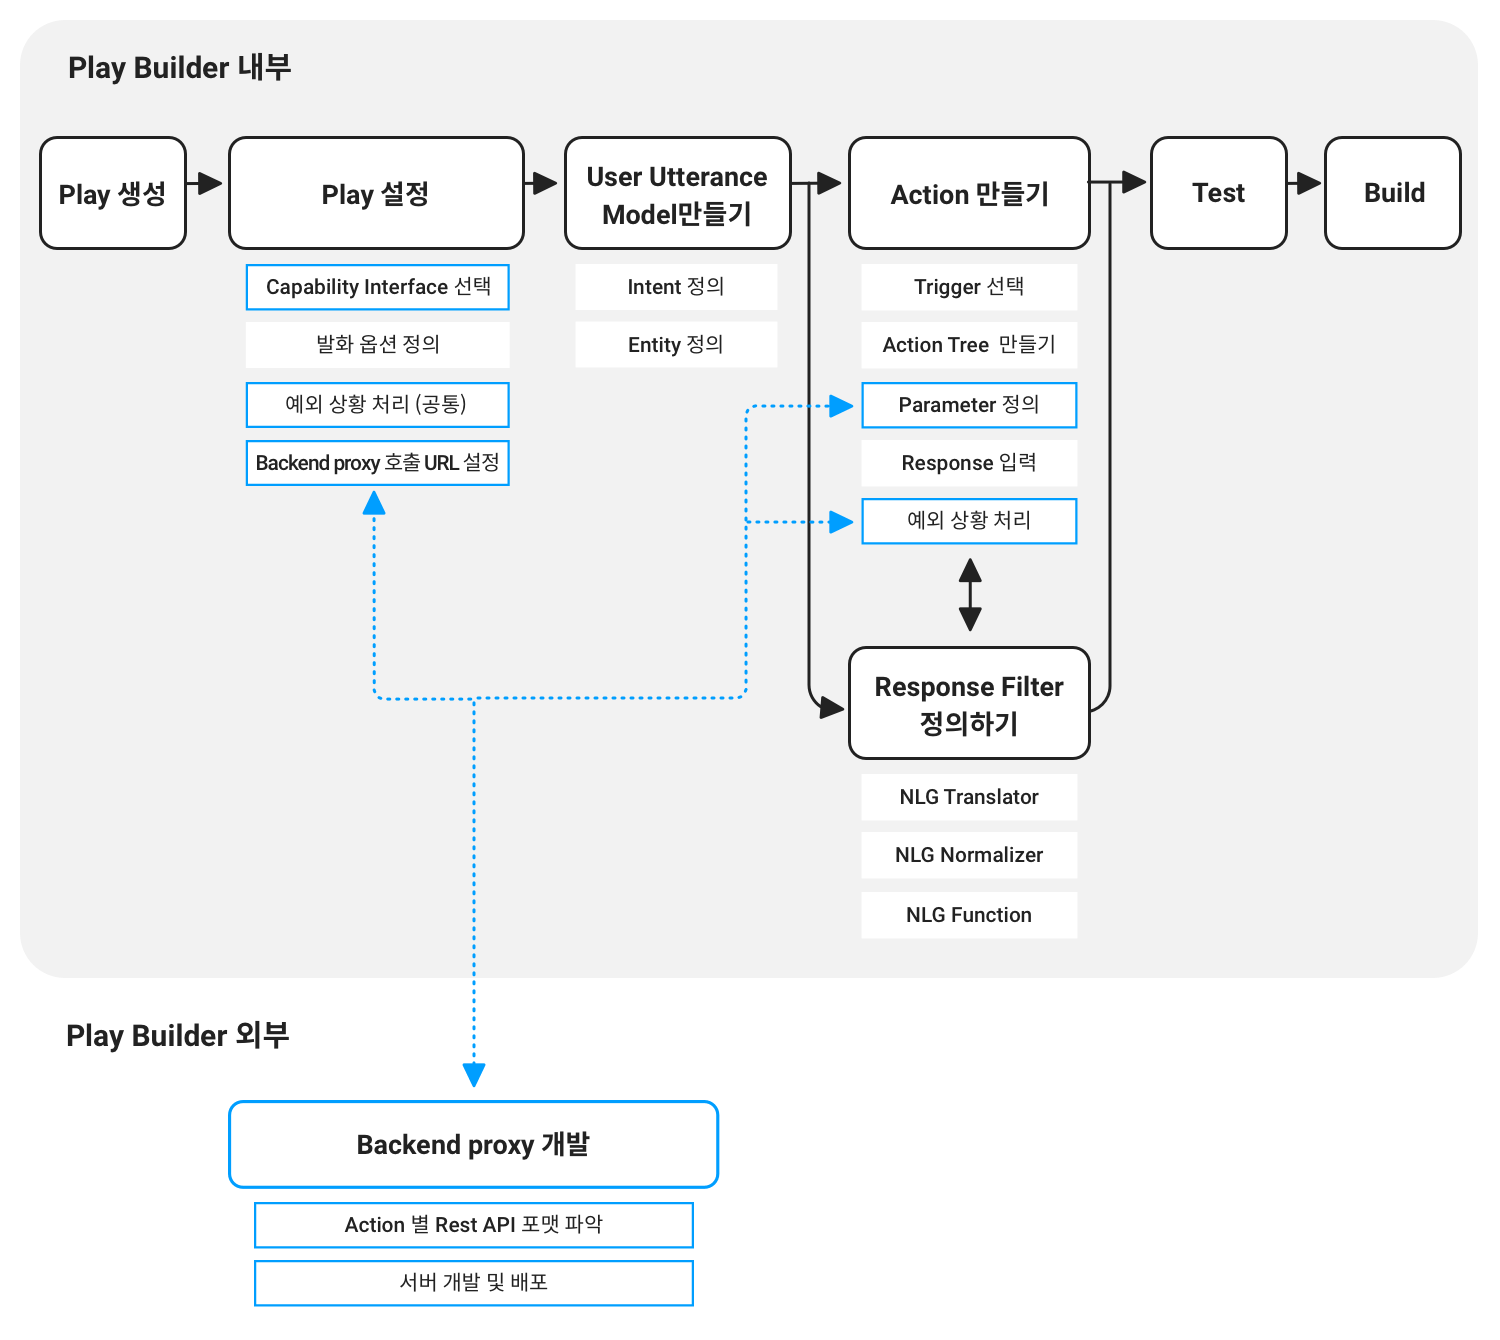 Play Builder 내부
Play 생성
Play 설정
User Utterance
Model만들기
Action 만들기
Test
Build
Capability Interface 선택
발화 옵션 정의
예외 상황 처리 (공통)
Backend proxy 호출 URL 설정
Intent 정의
Entity 정의
Trigger 선택
Action Tree 만들기
Parameter 정의
Response 입력
예외 상황 처리
Response Filter
정의하기
NLG Translator
NLG Normalizer
NLG Function
Play Builder 외부
Backend proxy 개발
Action 별 Rest API 포맷 파악
서버 개발 및 배포